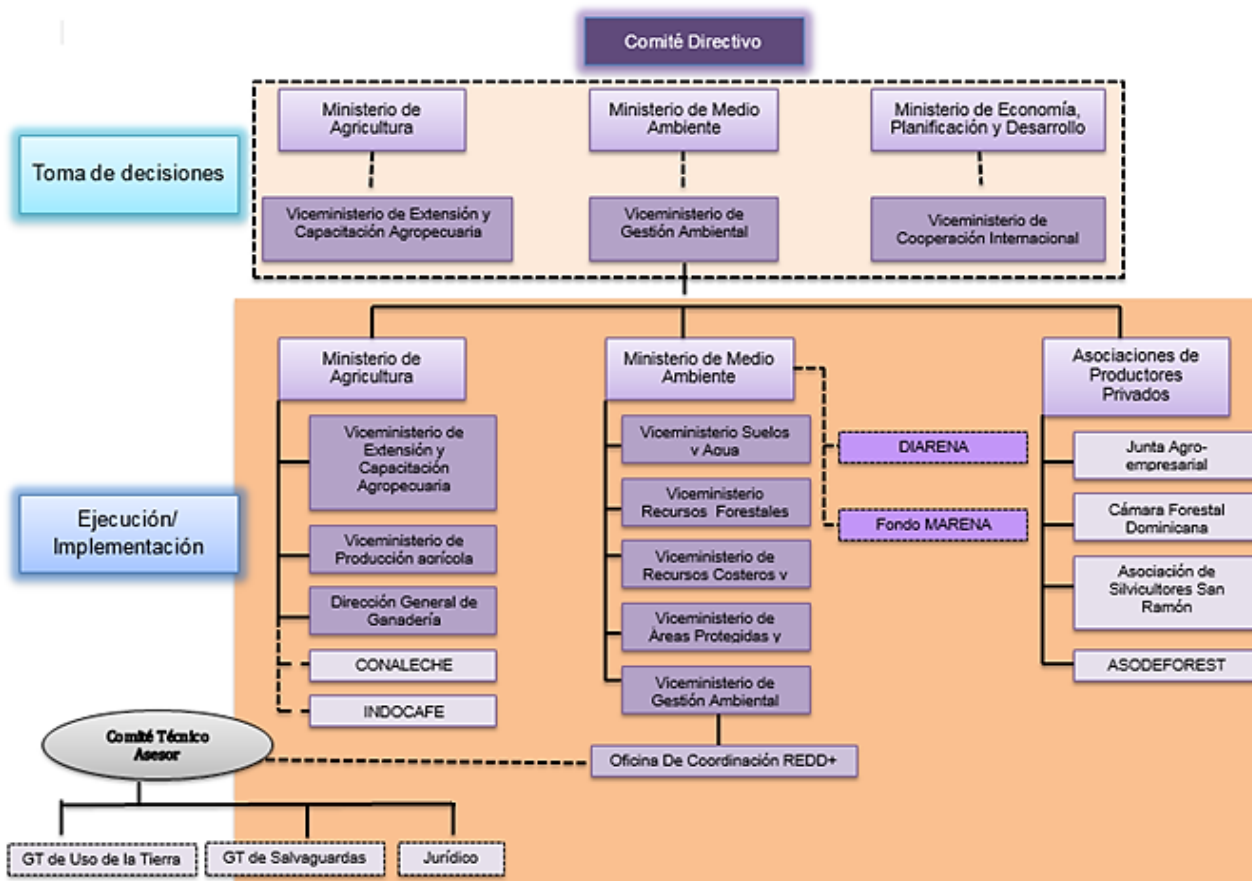 Comité Directivo
Ministerio de
Agricultura
Ministerio de Medio
Ambiente
Ministerio de Economía,
Planificación y Desarrollo
Toma de decisiones
Viceministerio de Extensión y
Capacitación Agropecuaria
Viceministerio de
Gestión Ambiental
Viceministerio de
Cooperación Internacional
Ministerio de
Agricultura
Ministerio de Medio
Ambiente
Asociaciones de
Productores
Privados
Ejecución/
Implementación
Viceministerio de
Extensión y
Capacitación
Agropecuaria
Viceministerio de
Producción agrícola
Dirección General de
Ganadería
CONALECHE
INDOCAFE
Viceministerio Suelos
y Agua
Viceministerio
Recursos Forestales
Viceministerio de
Recursos Costeros y
Viceministerio de
Áreas Protegidas y
Viceministerio de
Gestión Ambiental
DIARENA
Fondo MARENA
Junta Agro-
empresarial
Cámara Forestal
Dominicana
Asociación de
Silvicultores San
Ramón
ASODEFOREST
Comité Técnico
Asesor
Oficina De Coordinación REDD+
GT de Uso de la Tierra
GT de Salvaguardas
Jurídico